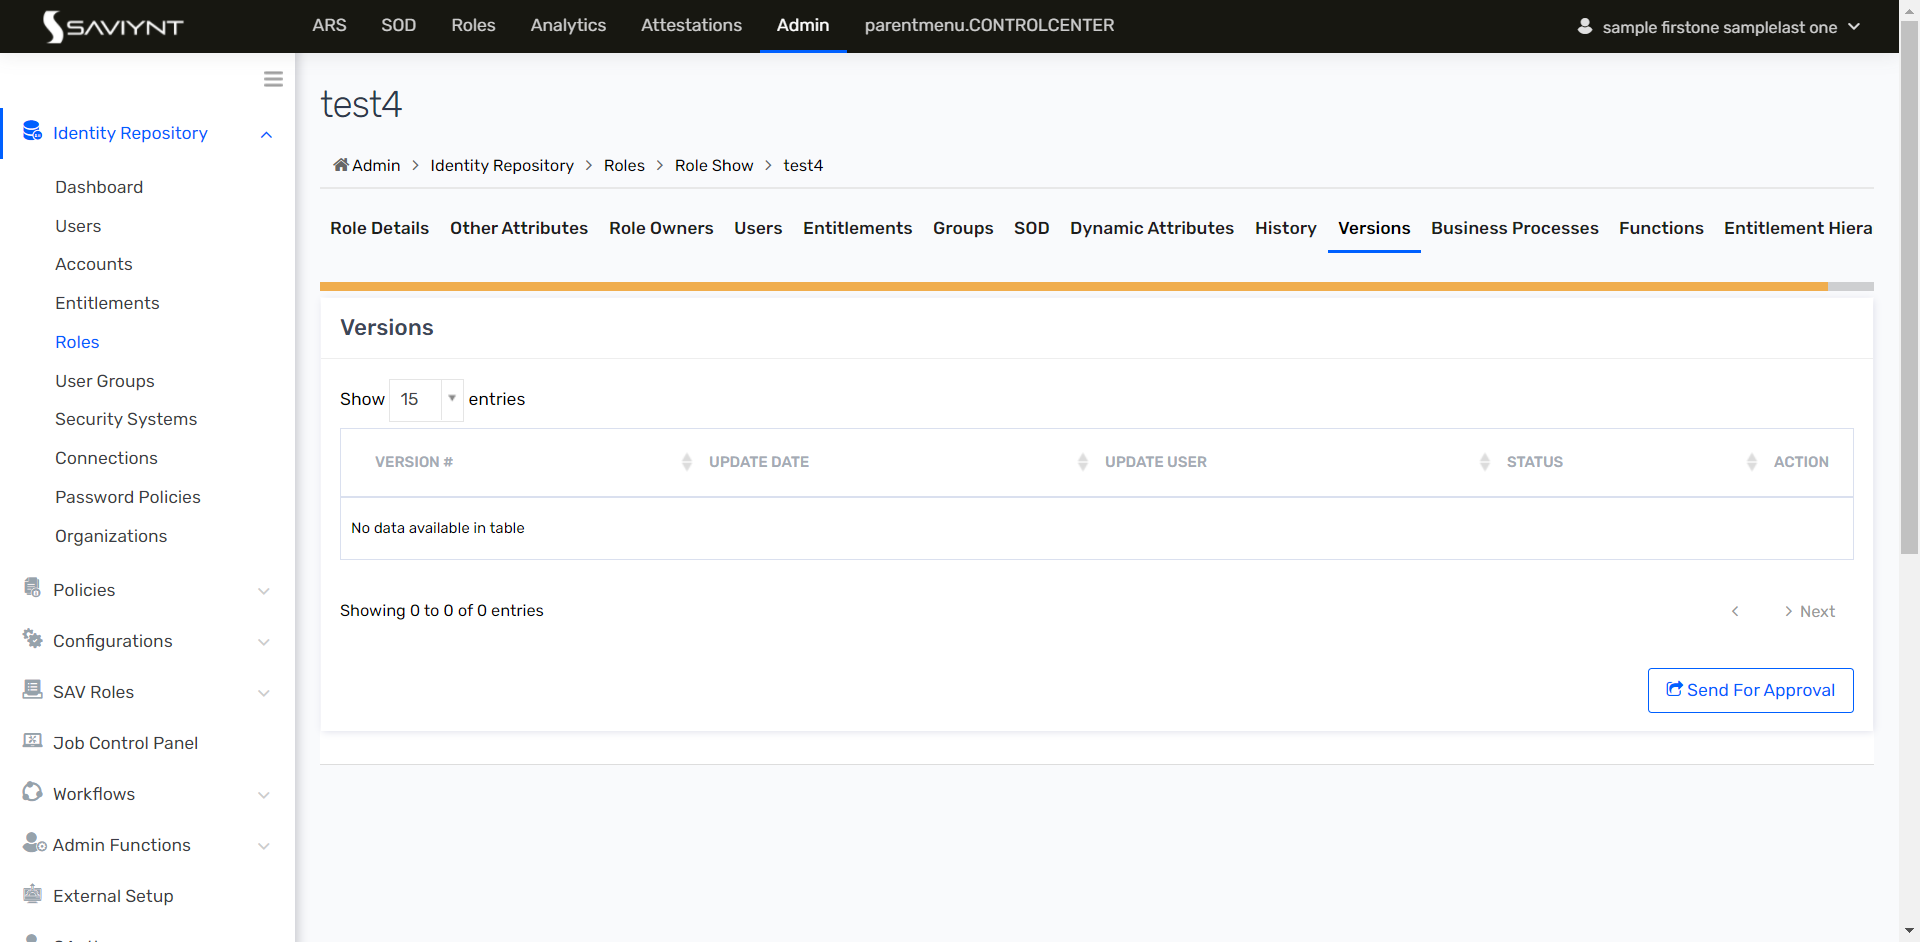 SAVIYNT
ARS SOD Roles Analytics Attestations Admin parentmenu.CONTROLCENTER sample firstone samplelast one
Identity Repository
Dashboard
Users
Accounts
Entitlements
Roles
User Groups
Security Systems
Connections
Password Policies
Organizations
Policies
Configurations
SAV Roles
Job Control Panel
Workflows
Admin Functions
External Setup
test4
Admin > Identity Repository > Roles > Role Show > test4
Role Details Other Attributes Role Owners Users Entitlements Groups SOD Dynamic Attributes History Versions Business Processes Functions Entitlement Hiera
Versions
Show 15 entries
VERSION # UPDATE DATE UPDATE USER STATUS ACTION
No data available in table
Showing 0 to 0 of 0 entries
Next
Send For Approval